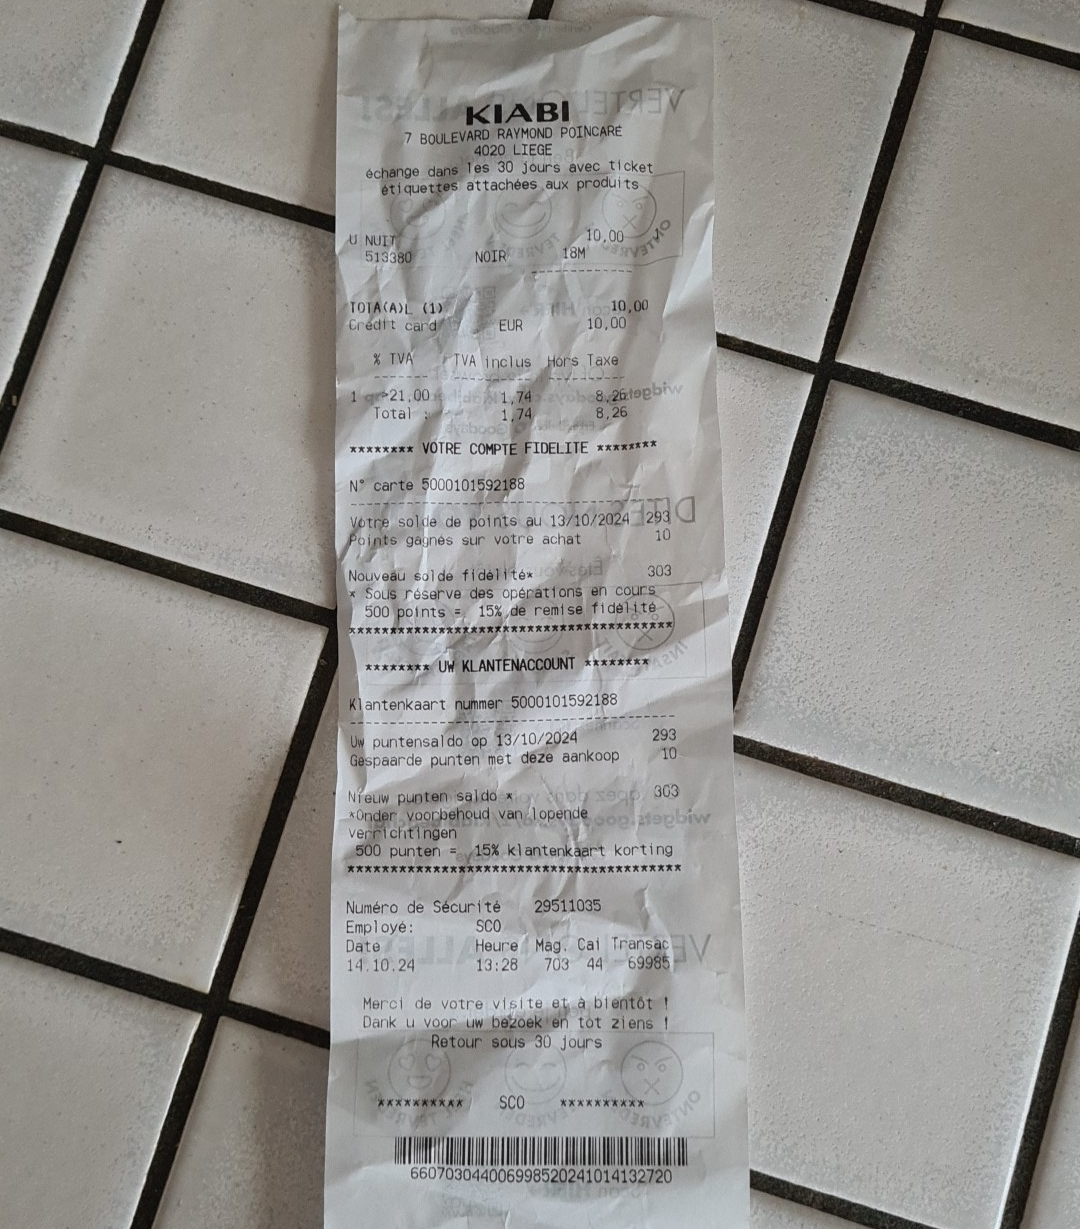 KIABI
7 BOULEVARD RAYMOND POINCARE
4020 LIEGE
échange dans les 30 jours avec ticket
étiquettes attachées aux produits
U NUIT 10,00 1
513380 NOIR 18M
TOTA(A)L (1) 10,00
Crédit card EUR 10,00
% TVA TVA inclus Hors Taxe
1 => 21,00 1,74 8,26
Total : 1,74 8,26
******** VOTRE COMPTE FIDELITE ********
N° carte 5000101592188
Votre solde de points au 13/10/2024 293
Points gagnés sur votre achat 10
Nouveau solde fidélité* 303
* Sous réserve des opérations en cours
500 points = 15% de remise fidélité
*****************************************
******** UW KLANTENACCOUNT ********
Klantenkaart nummer 5000101592188
Uw puntensaldo op 13/10/2024 293
Gespaarde punten met deze aankoop 10
Nieuw punten saldo * 303
*Onder voorbehoud van lopende
verrichtingen
500 punten = 15% klantenkaart korting
******************************************
Numéro de Sécurité 29511035
Employé: SCO
Date Heure Mag. Cai Transac
14.10.24 13:28 703 44 69985
Merci de votre visite et à bientôt !
Dank u voor uw bezoek en tot ziens !
Retour sous 30 jours
********** SCO **********
660703044006998520241014132720